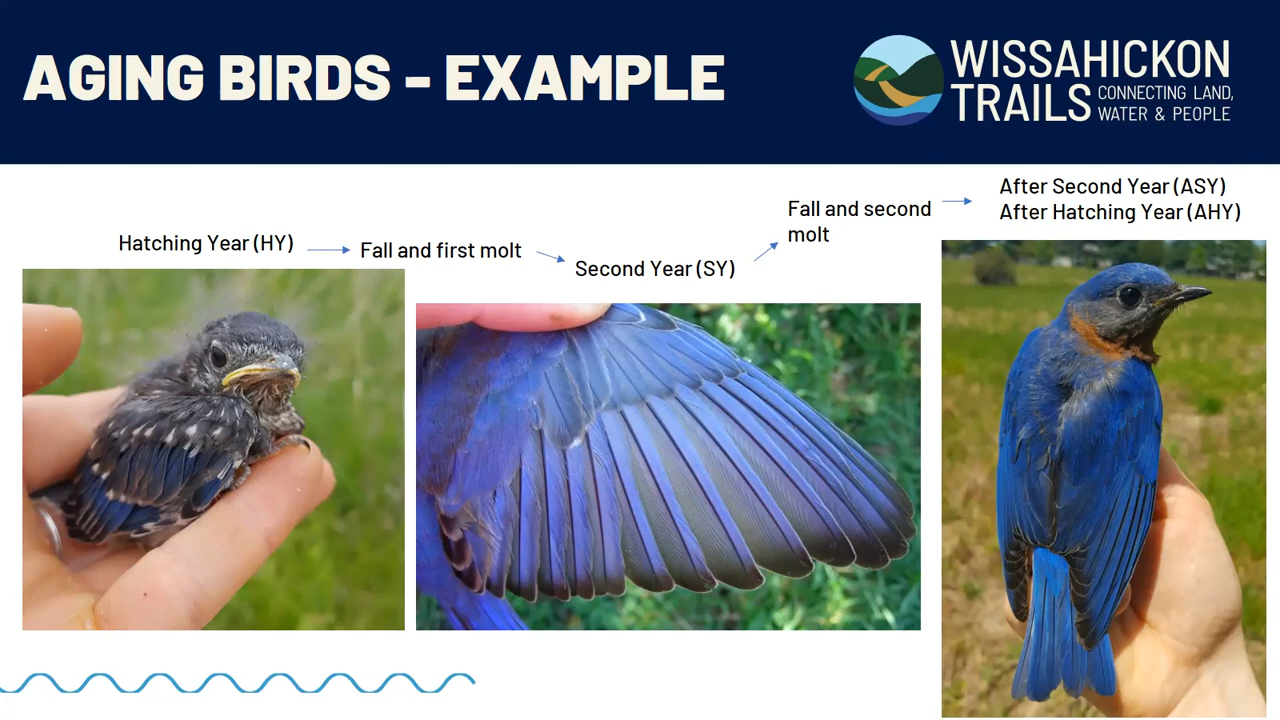 AGING BIRDS - EXAMPLE
WISSAHICKON
TRAILS
CONNECTING LAND,
WATER & PEOPLE
Hatching Year (HY)
Fall and first molt
Second Year (SY)
Fall and second
molt
After Second Year (ASY)
After Hatching Year (AHY)